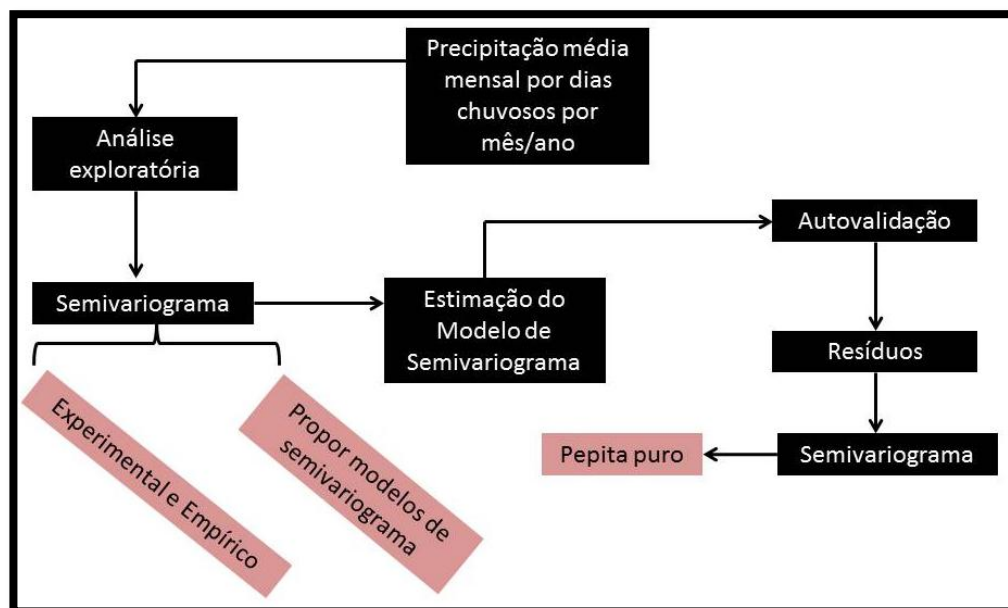 Precipitação média
mensal por dias
chuvosos por
mês/ano
Análise
exploratória
Semivariograma
Experimental e Empírico
Propor modelos de
semivariograma
Estimação do
Modelo de
Semivariograma
Autovalidação
Resíduos
Semivariograma
Pepita puro